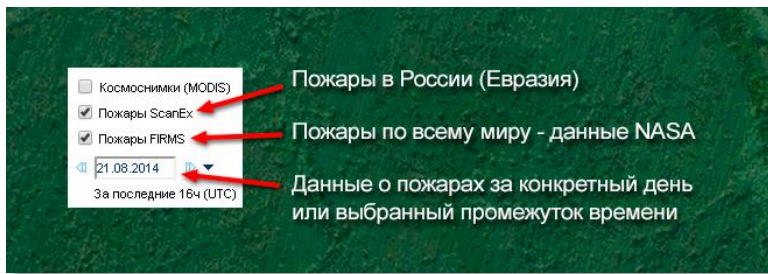 Космоснимки (MODIS)
Пожары ScanEx
Пожары FIRMS
21.08.2014
За последние 16ч (UTC)
Пожары в России (Евразия)
Пожары по всему миру - данные NASA
Данные о пожарах за конкретный день
или выбранный промежуток времени